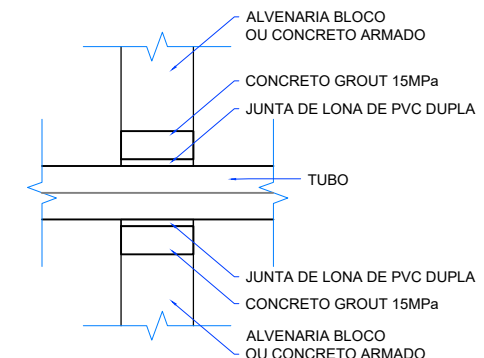 ALVENARIA BLOCO
OU CONCRETO ARMADO
CONCRETO GROUT 15MPa
JUNTA DE LONA DE PVC DUPLA
TUBO
JUNTA DE LONA DE PVC DUPLA
CONCRETO GROUT 15MPa
ALVENARIA BLOCO
OU CONCRETO ARMADO